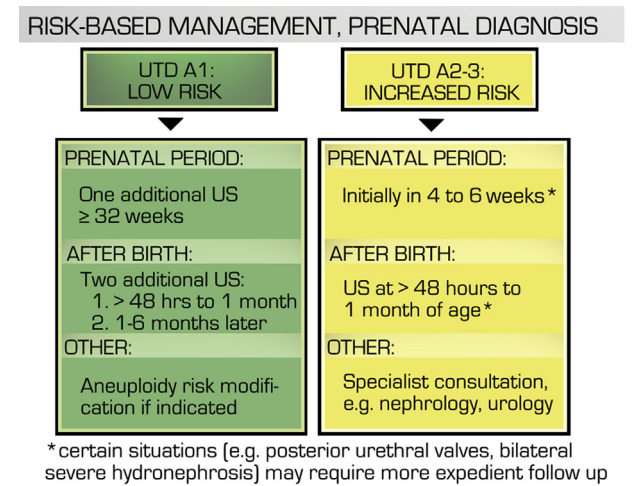 RISK-BASED MANAGEMENT, PRENATAL DIAGNOSIS
UTD A1:
LOW RISK
PRENATAL PERIOD:
One additional US
≥ 32 weeks
AFTER BIRTH:
Two additional US:
1. > 48 hrs to 1 month
2. 1-6 months later
OTHER:
Aneuploidy risk modifi-
cation if indicated
UTD A2-3:
INCREASED RISK
PRENATAL PERIOD:
Initially in 4 to 6 weeks*
AFTER BIRTH:
US at > 48 hours to
1 month of age*
OTHER:
Specialist consultation,
e.g. nephrology, urology
*certain situations (e.g. posterior urethral valves, bilateral
severe hydronephrosis) may require more expedient follow up